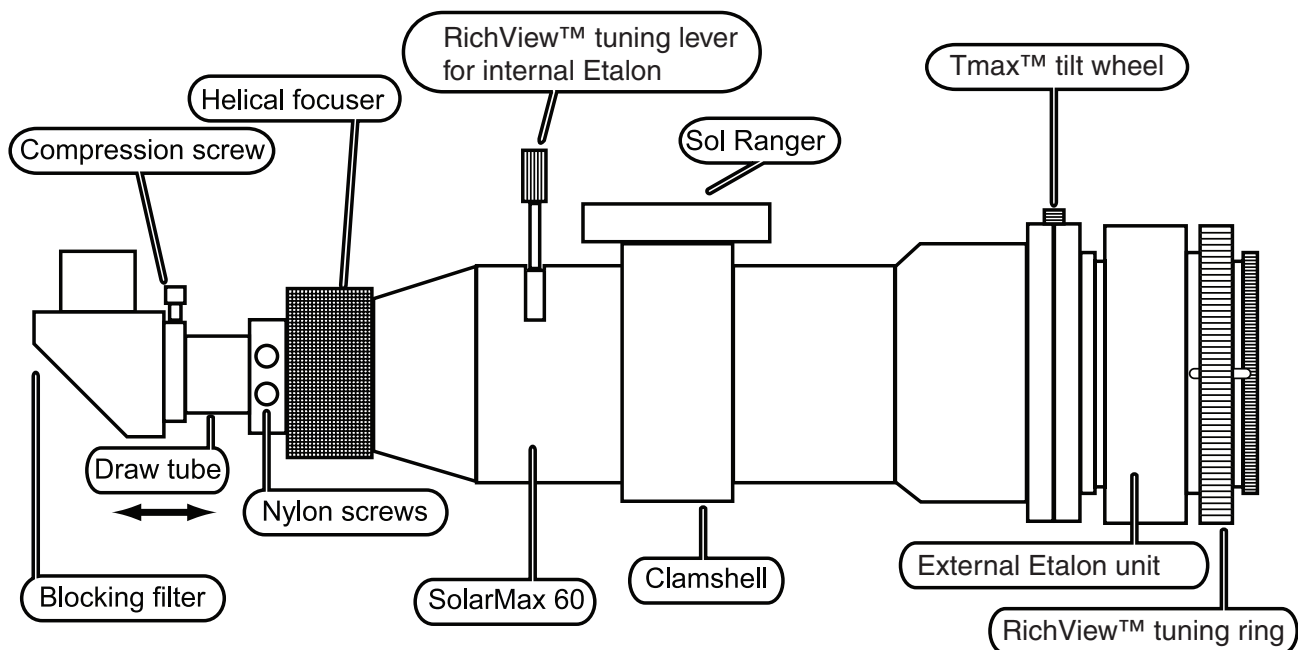 RichView™ tuning lever
for internal Etalon
Tmax™ tilt wheel
Helical focuser
Sol Ranger
Compression screw
Draw tube
Nylon screws
Blocking filter
SolarMax 60
Clamshell
External Etalon unit
RichView™ tuning ring